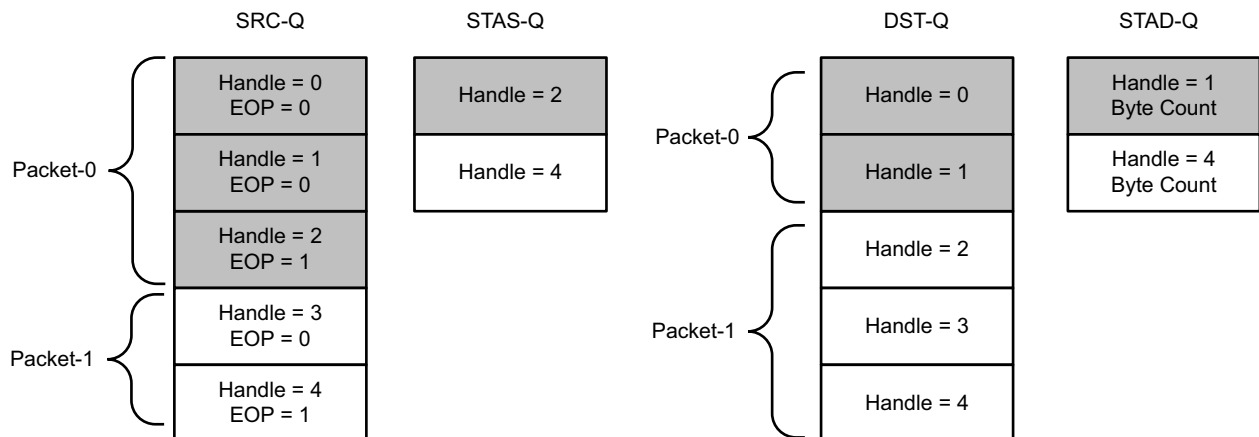 SRC-Q
STAS-Q
DST-Q
STAD-Q
Packet-0
Handle = 0
EOP = 0
Handle = 1
EOP = 0
Handle = 2
EOP = 1
Packet-1
Handle = 3
EOP = 0
Handle = 4
EOP = 1
Handle = 2
Handle = 4
Packet-0
Handle = 0
Handle = 1
Packet-1
Handle = 2
Handle = 3
Handle = 4
Handle = 1
Byte Count
Handle = 4
Byte Count